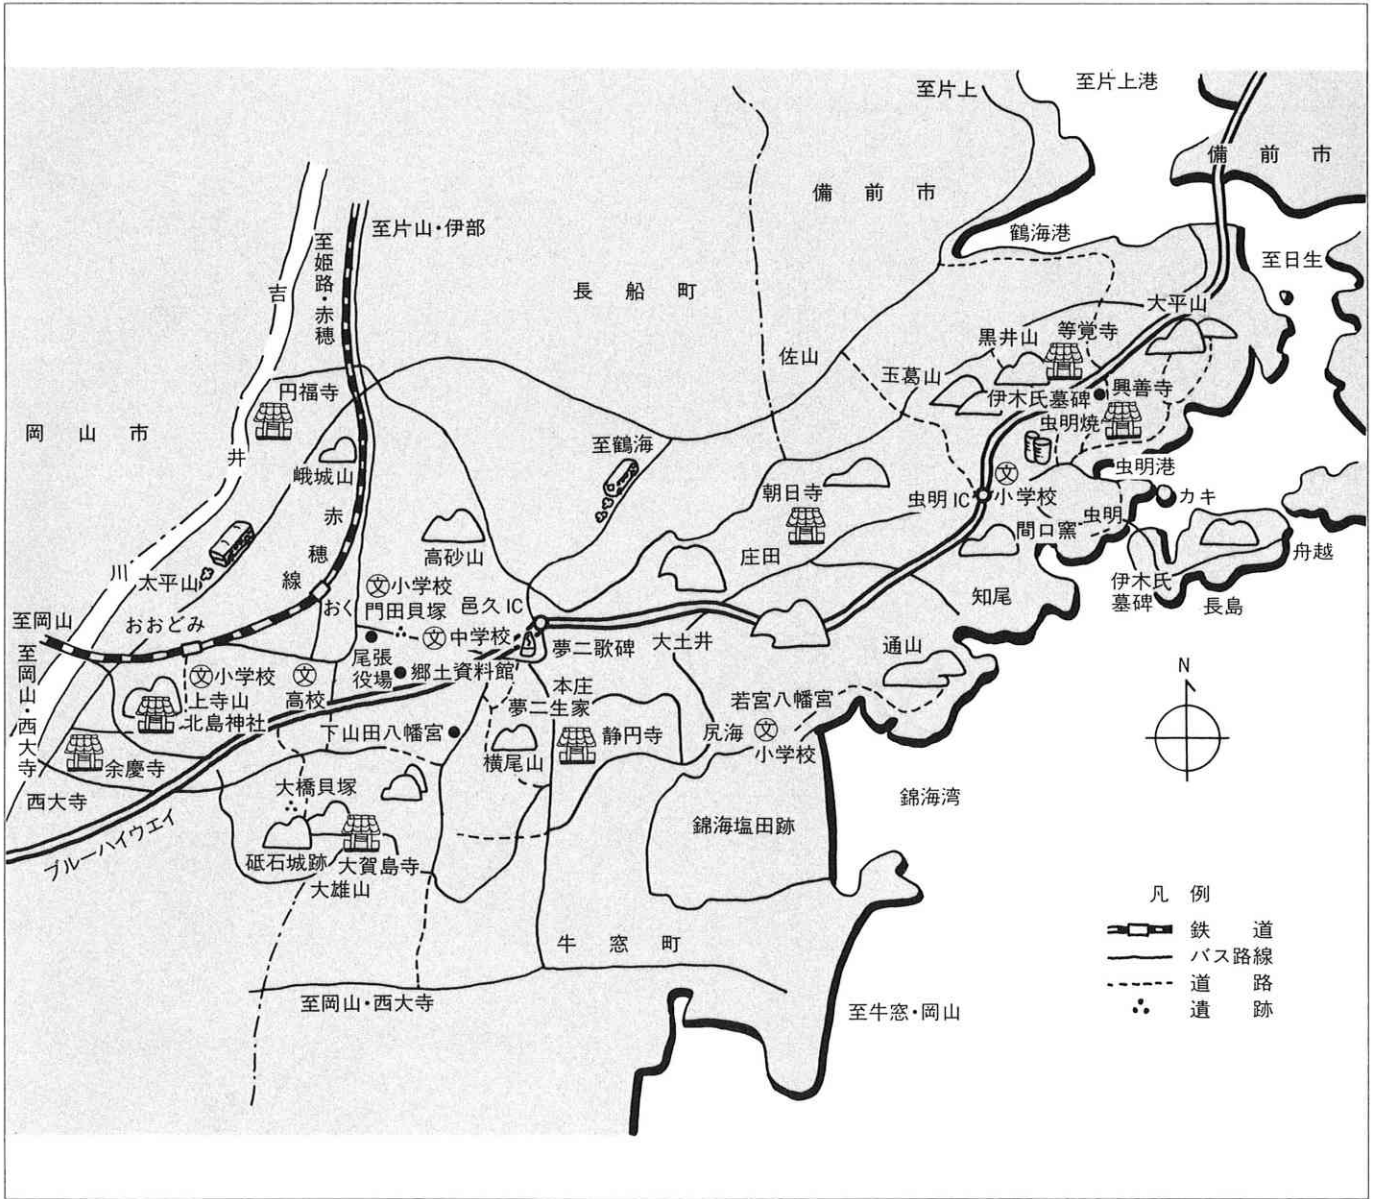 至片上
至片上港
備前市
備前市
至片山・伊部
鶴海港
至日生
至姫路・赤穂
吉井川
長船町
大平山
佐山
黒井山
等覚寺
玉葛山
円福寺
伊木氏墓碑
興善寺
虫明焼
岡山市
至鶴海
峨城山
虫明港
朝日寺
虫明IC
文
小学校
カキ
赤穂線
間口窯
虫明
高砂山
庄田
舟越
太平山
伊木氏
墓碑
長島
文小学校
邑久IC
知尾
至岡山
おおどみ
おく
門田貝塚
文中学校
夢二歌碑
大土井
通山
至岡山・西大寺
尾張
役場
郷土資料館
文小学校
文
高校
上寺山
北島神社
本庄
夢二生家
若宮八幡宮
N
下山田八幡宮
静円寺
尻海
文
小学校
横尾山
余慶寺
西大寺
大橋貝塚
錦海湾
ブルーハイウエイ
錦海塩田跡
砥石城跡
大賀島寺
大雄山
凡例
鉄道
バス路線
道路
遺跡
牛窓町
至岡山・西大寺
至牛窓・岡山